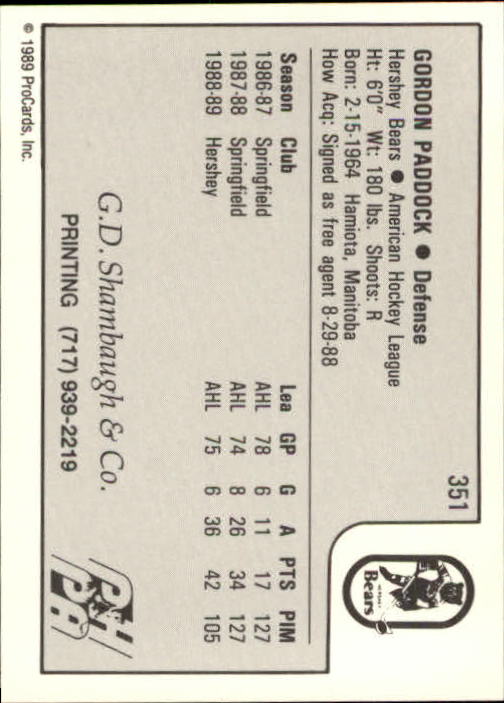 351
GORDON PADDOCK ● Defense
Hershey Bears ● American Hockey League
Ht: 6'0" Wt: 180 lbs. Shoots: R
Born: 2-15-1964 Hamiota, Manitoba
How Acq: Signed as free agent 8-29-88
Bears
Season Club Lea GP G A PTS PIM
1986-87 Springfield AHL 78 6 11 17 127
1987-88 Springfield AHL 74 8 26 34 127
1988-89 Hershey AHL 75 6 36 42 105
G.D. Shambaugh & Co.
PRINTING (717) 939-2219
© 1989 ProCards, Inc.